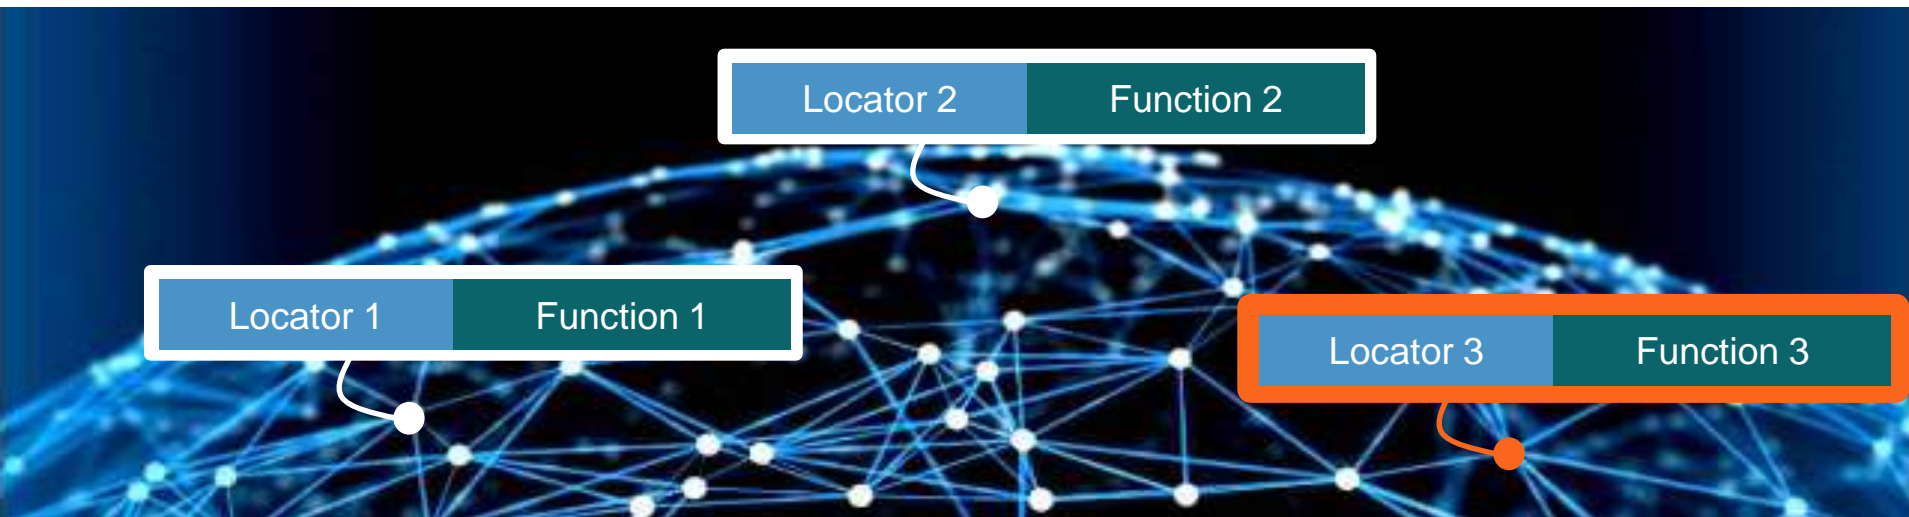 Locator 2 Function 2
Locator 1 Function 1
Locator 3 Function 3